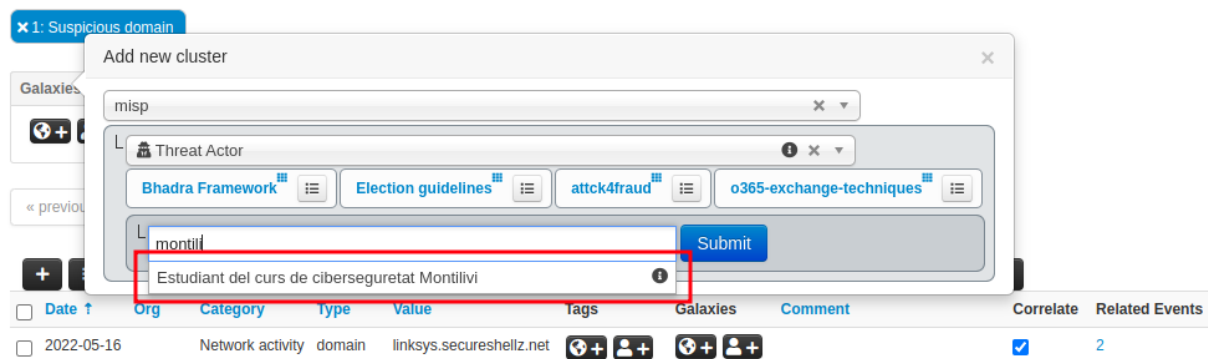 1: Suspicious domain
Add new cluster
Galaxies
misp
Threat Actor
Bhadra Framework Election guidelines attck4fraud o365-exchange-techniques
« previou
montili Submit
Estudiant del curs de ciberseguretat Montilivi
Date ↑ Org Category Type Value Tags Galaxies Comment Correlate Related Events
2022-05-16 Network activity domain linksys.secureshellz.net 2